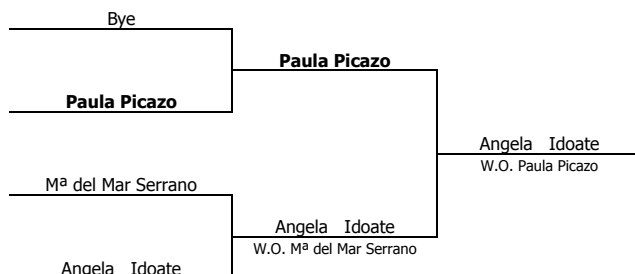 Bye
Paula Picazo
Paula Picazo
Angela Idoate
W.O. Paula Picazo
Mª del Mar Serrano
Angela Idoate
W.O. Mª del Mar Serrano
Angela Idoate